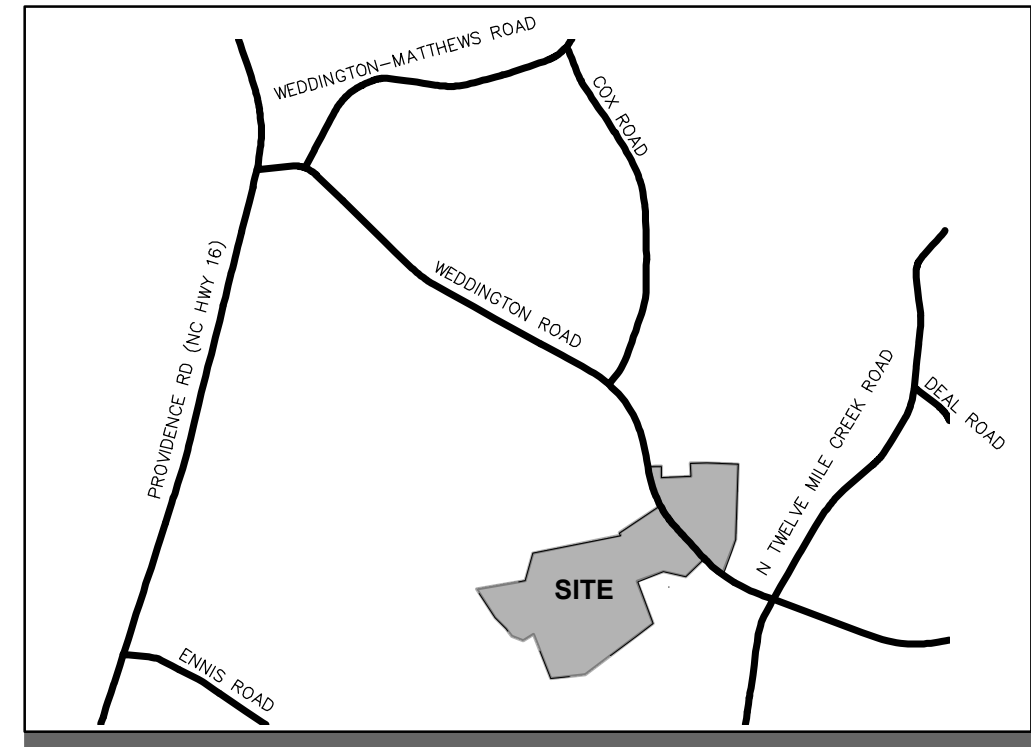 WEDDINGTON-MATTHEWS ROAD
COX ROAD
PROVIDENCE RD (NC HWY 16)
WEDDINGTON ROAD
N TWELVE MILE CREEK ROAD
DEAL ROAD
SITE
ENNIS ROAD